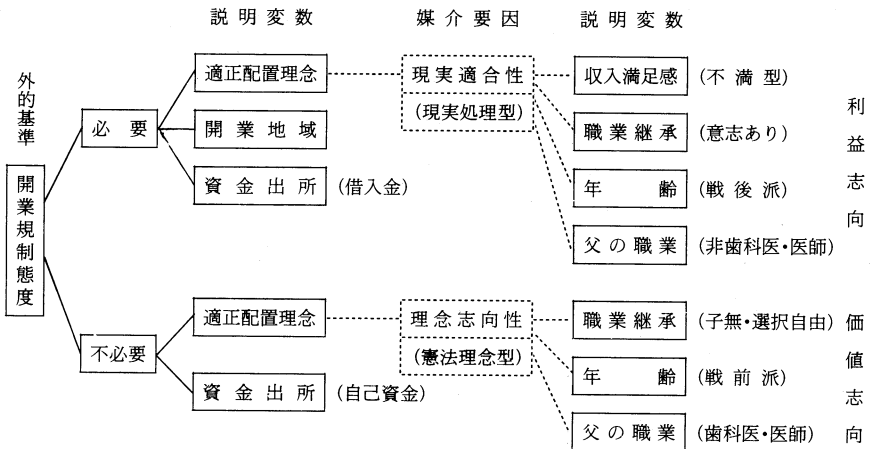 説明変数 媒介要因 説明変数
外的基準
開業規制態度
必要
適正配置理念
開業地域
資金出所 (借入金)
現実適合性
(現実処理型)
収入満足感 (不満型)
職業継承 (意志あり)
年齢 (戦後派)
父の職業 (非歯科医・医師)
利益志向
不必要
適正配置理念
資金出所 (自己資金)
理念志向性
(憲法理念型)
職業継承 (子無・選択自由)
年齢 (戦前派)
父の職業 (歯科医・医師)
価値志向